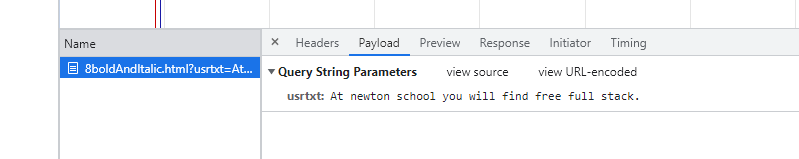 Name
× Headers Payload Preview Response Initiator Timing
8boldAndItalic.html?usrtxt=At...
▼ Query String Parameters view source view URL-encoded
usrtxt: At newton school you will find free full stack.